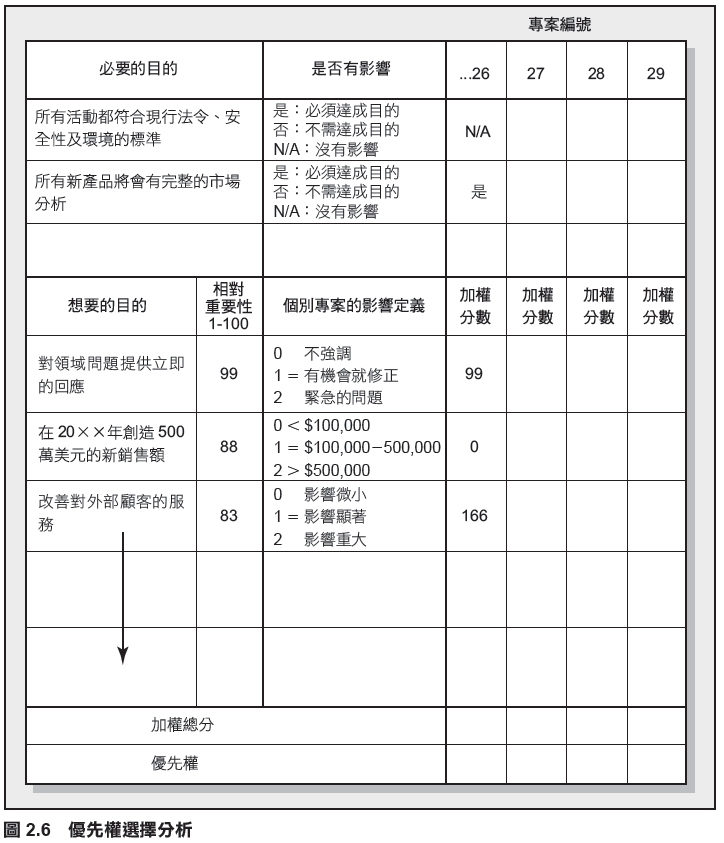 專案編號
必要的目的 是否有影響 ...26 27 28 29
所有活動都符合現行法令、安
全性及環境的標準
是：必須達成目的
否：不需達成目的
N/A：沒有影響
N/A
所有新產品將會有完整的市場
分析
是：必須達成目的
否：不需達成目的
N/A：沒有影響
是
想要的目的
相對
重要性
1-100
個別專案的影響定義
加權
分數
加權
分數
加權
分數
加權
分數
對領域問題提供立即
的回應
99
0 不強調
1 = 有機會就修正
2 緊急的問題
99
在 20××年創造 500
萬美元的新銷售額
88
0 < $100,000
1 = $100,000－500,000
2 > $500,000
0
改善對外部顧客的服
務
83
0 影響微小
1 = 影響顯著
2 影響重大
166
加權總分
優先權
圖 2.6 優先權選擇分析